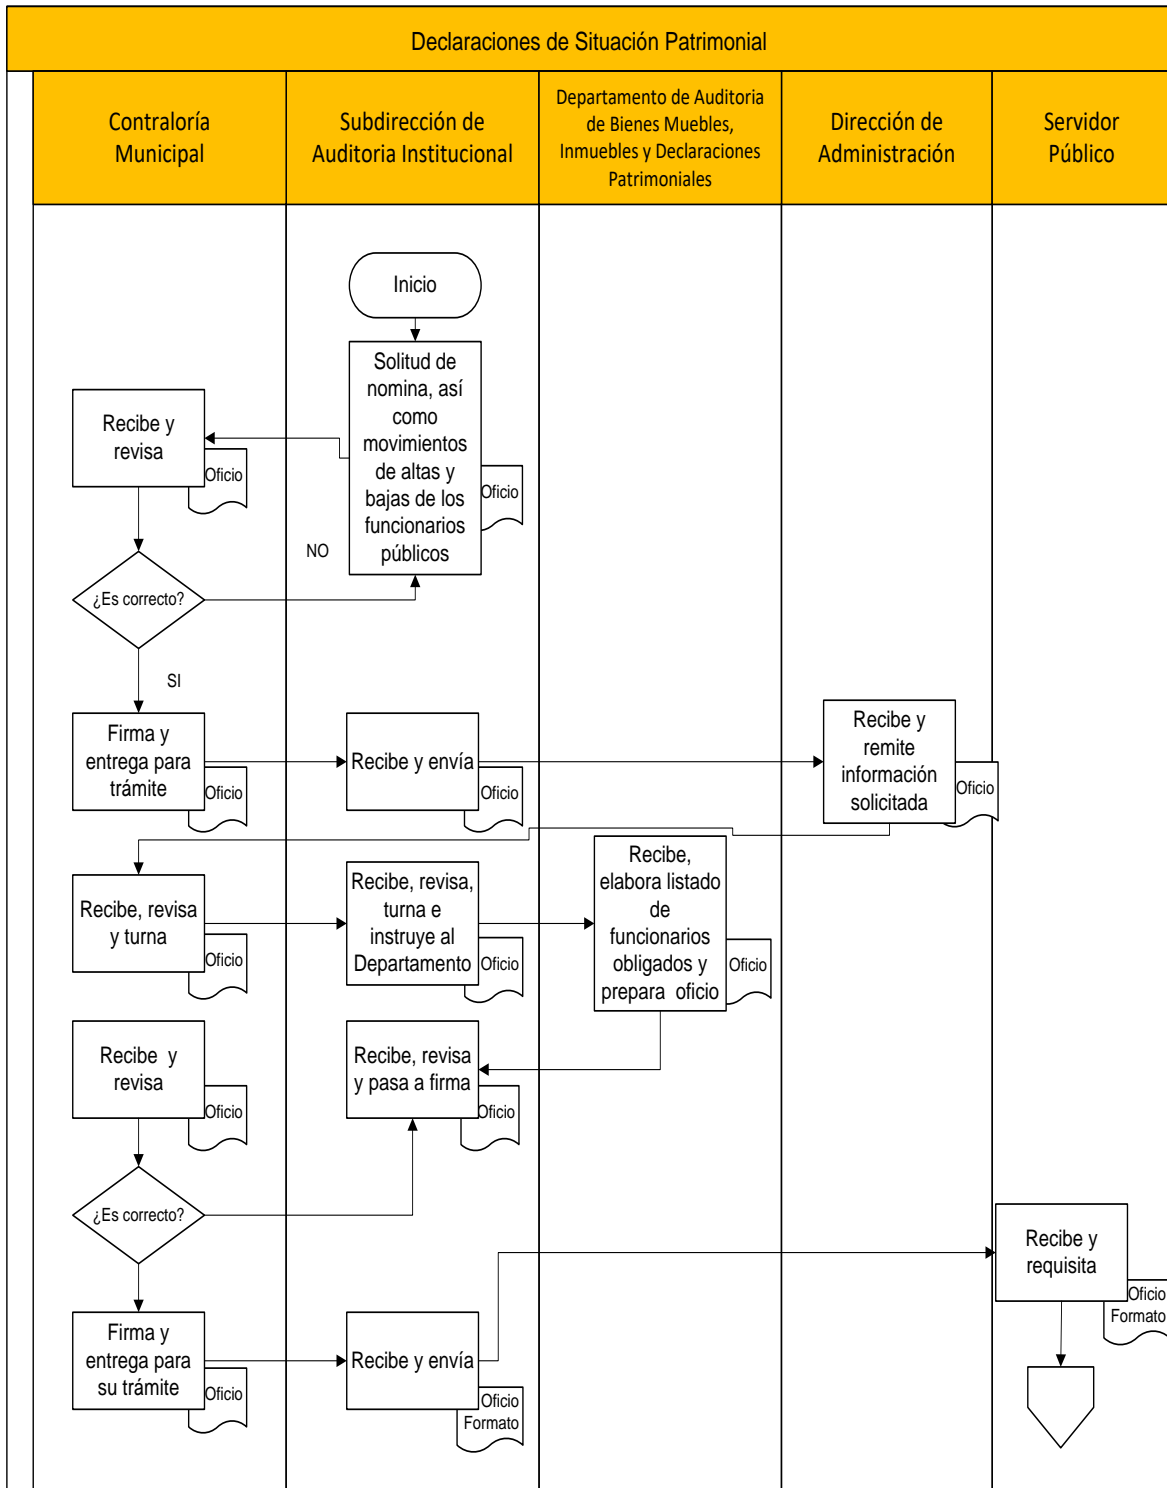 Declaraciones de Situación Patrimonial
Contraloría
Municipal
Subdirección de
Auditoria Institucional
Departamento de Auditoria
de Bienes Muebles,
Inmuebles y Declaraciones
Patrimoniales
Dirección de
Administración
Servidor
Público
Inicio
Solitud de
nomina, así
como
movimientos
de altas y
bajas de los
funcionarios
públicos
Oficio
Recibe y
revisa
Oficio
NO
¿Es correcto?
SI
Firma y
entrega para
trámite
Oficio
Recibe y envía
Oficio
Recibe y
remite
información
solicitada
Oficio
Recibe, revisa
y turna
Oficio
Recibe, revisa,
turna e
instruye al
Departamento
Oficio
Recibe,
elabora listado
de
funcionarios
obligados y
prepara oficio
Oficio
Recibe y
revisa
Oficio
Recibe, revisa
y pasa a firma
Oficio
¿Es correcto?
Recibe y
requisita
Oficio
Formato
Firma y
entrega para
su trámite
Oficio
Recibe y envía
Oficio
Formato